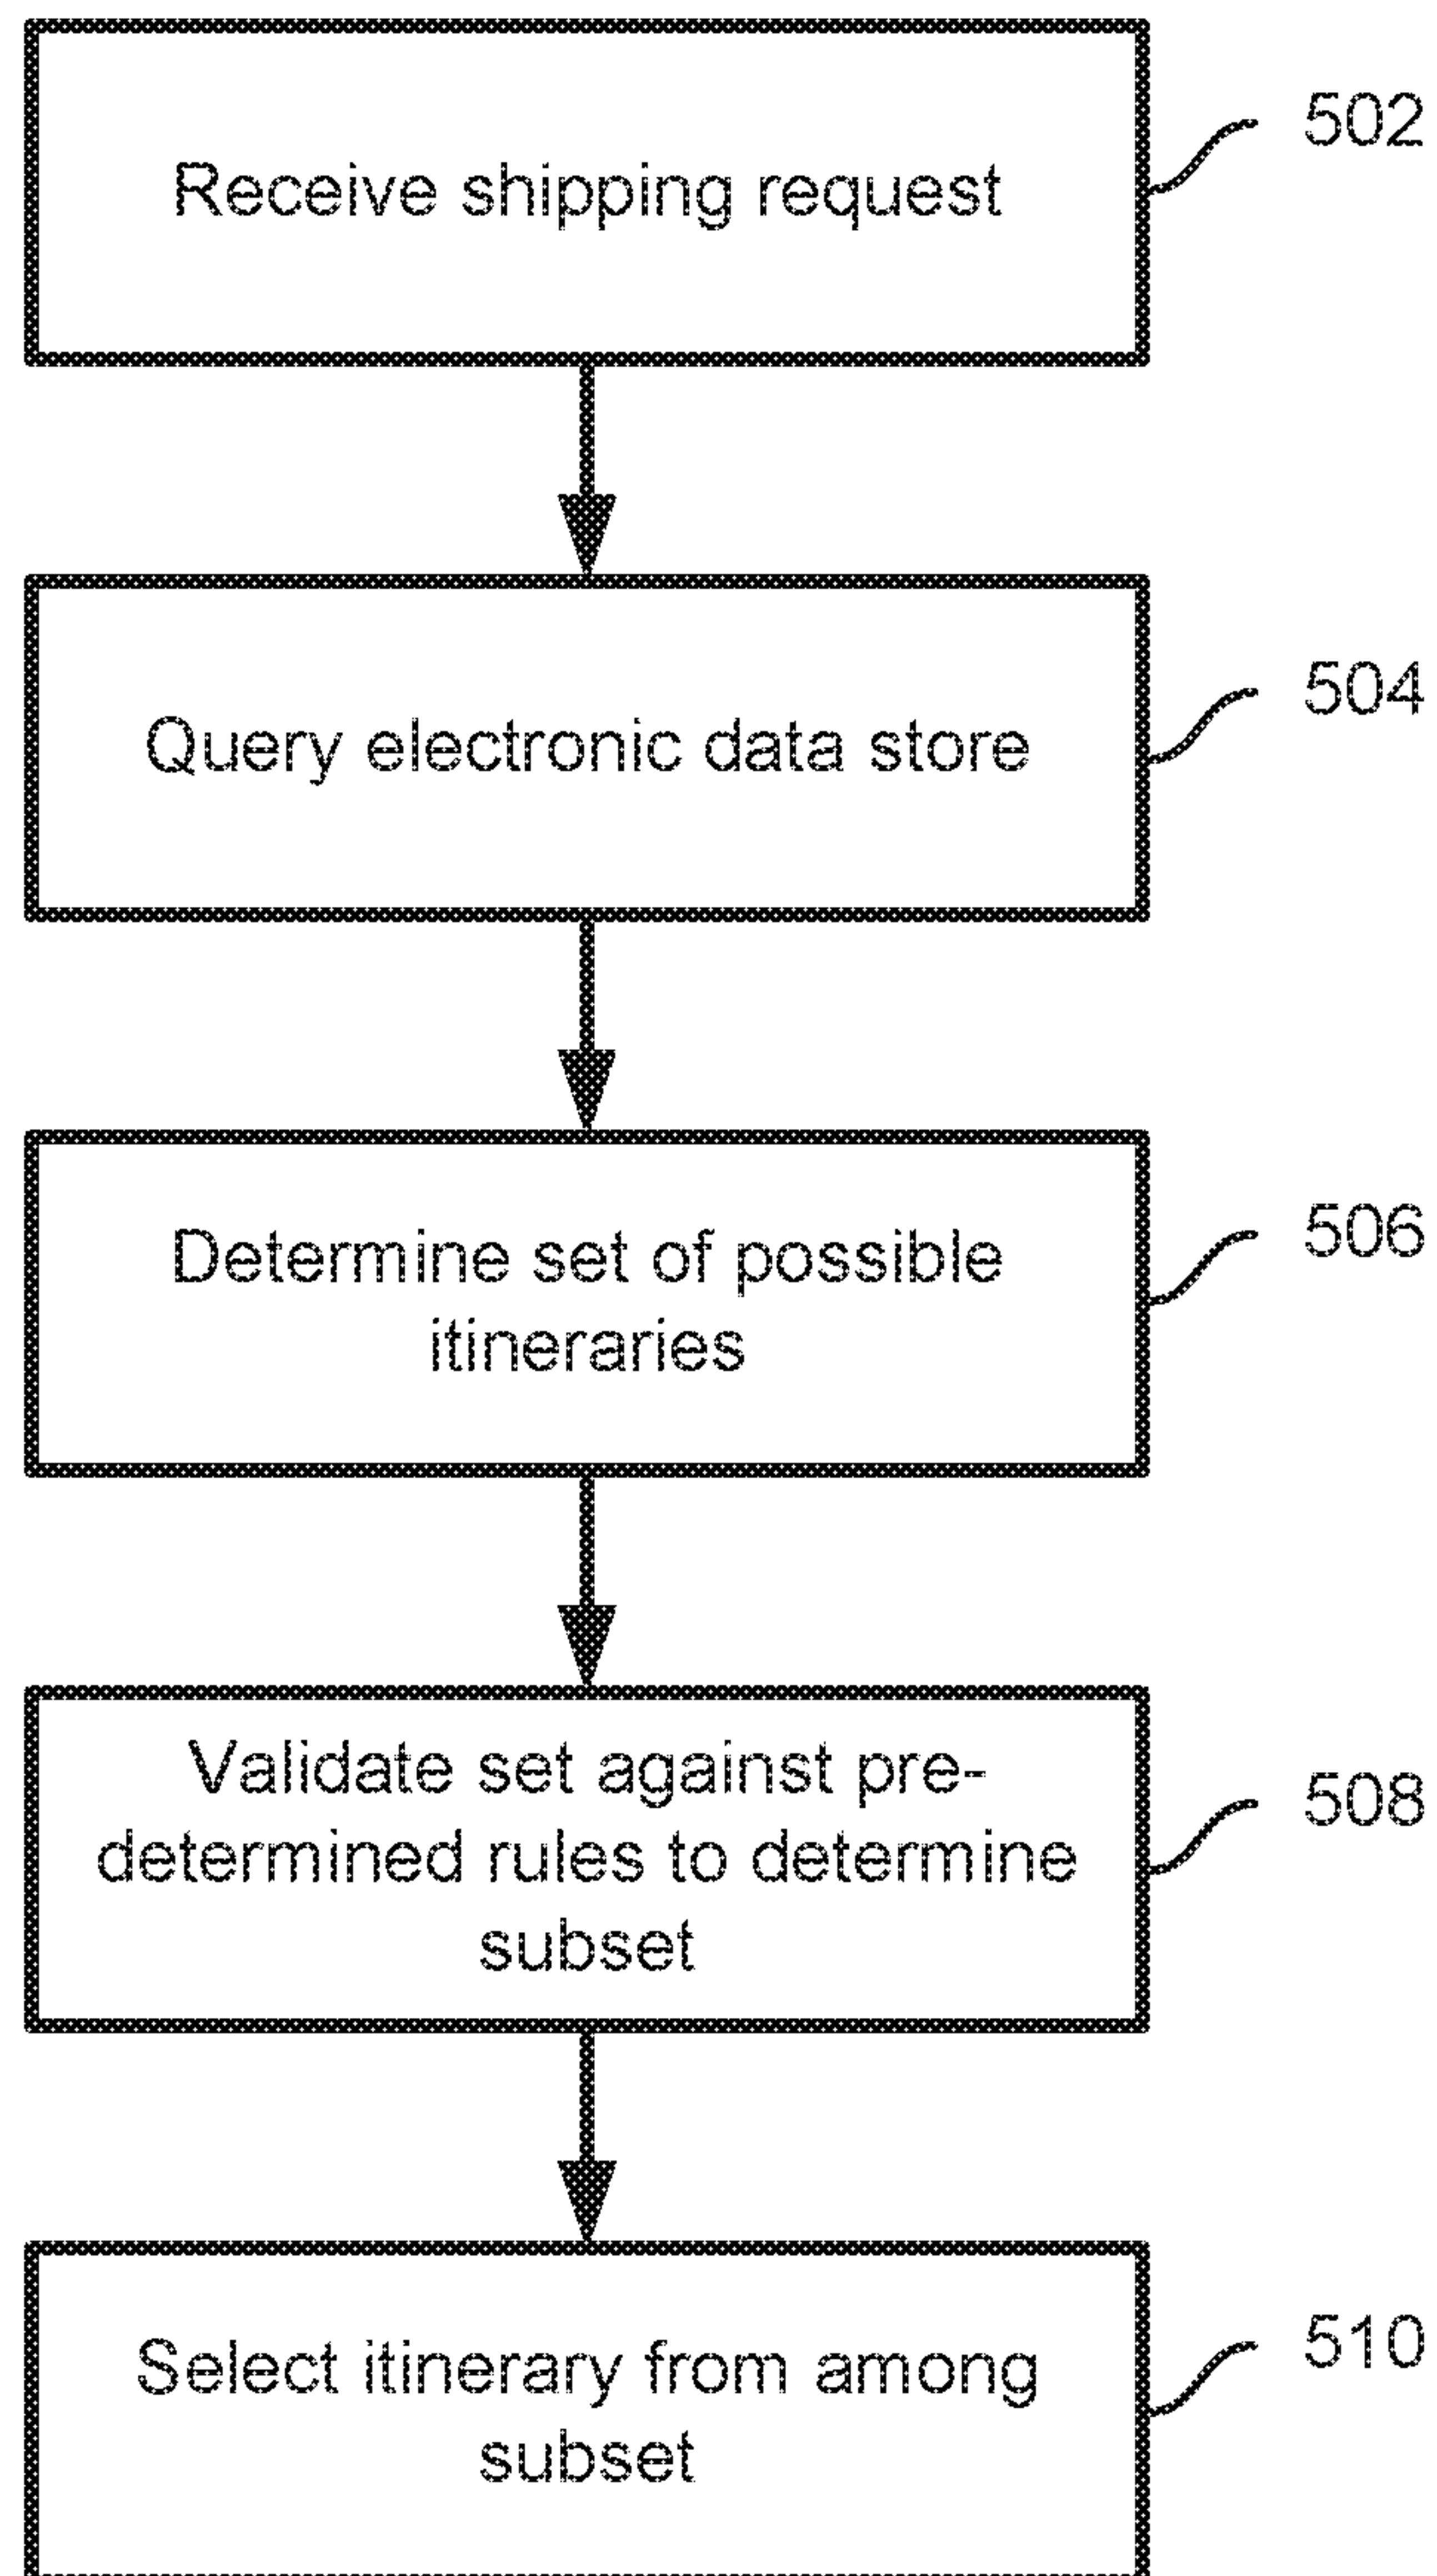 Receive shipping request
502
Query electronic data store
504
Determine set of possible
itineraries
506
Validate set against pre-
determined rules to determine
subset
508
Select itinerary from among
subset
510